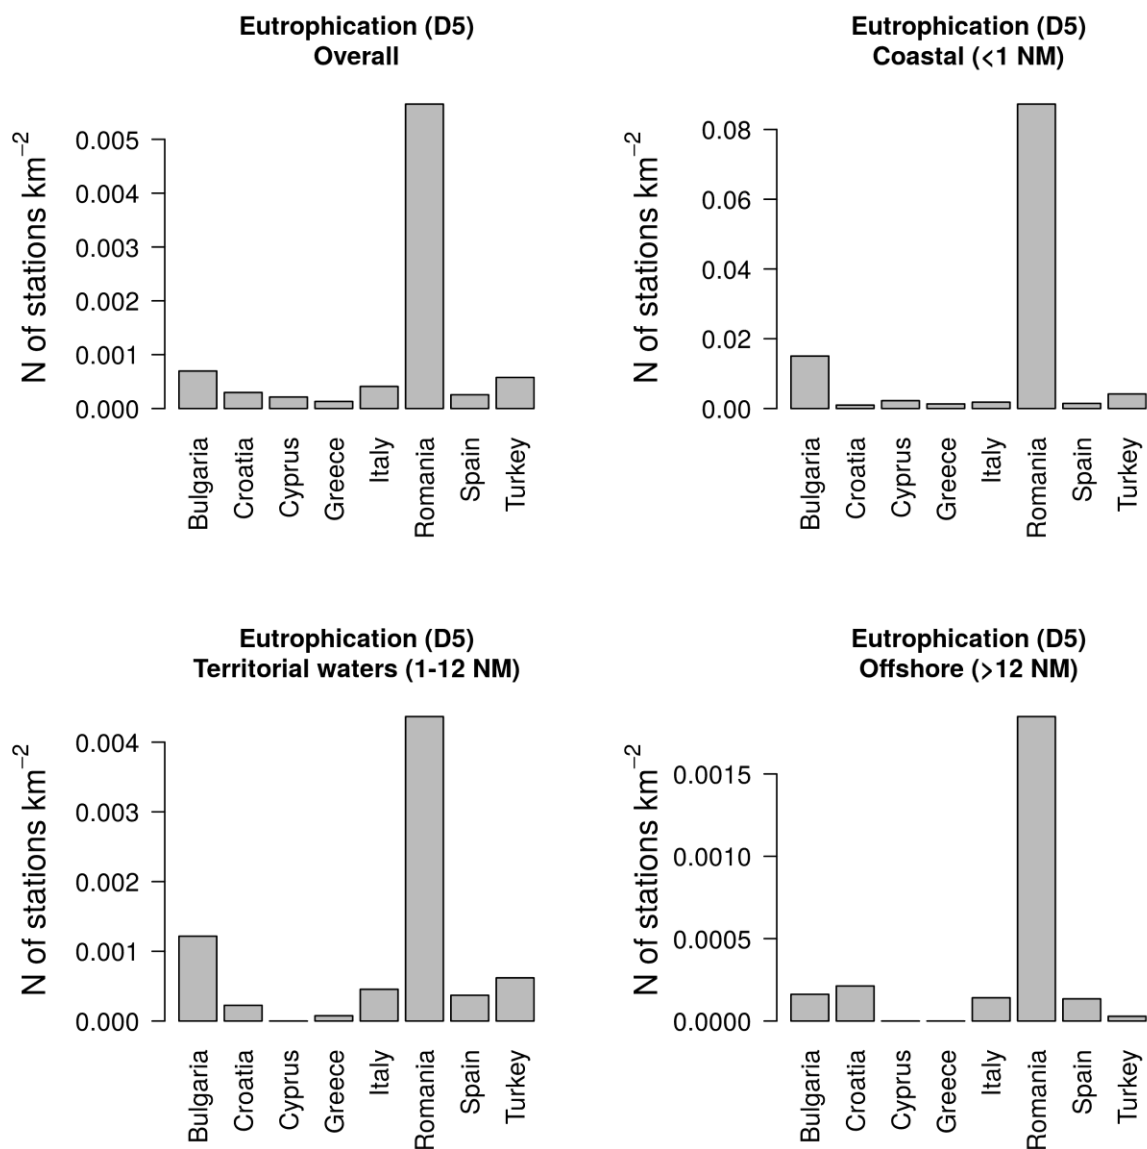 Eutrophication (D5)
Overall
N of stations km⁻²
0.005
0.004
0.003
0.002
0.001
0.000
Bulgaria
Croatia
Cyprus
Greece
Italy
Romania
Spain
Turkey
Eutrophication (D5)
Coastal (<1 NM)
N of stations km⁻²
0.08
0.06
0.04
0.02
0.00
Bulgaria
Croatia
Cyprus
Greece
Italy
Romania
Spain
Turkey
Eutrophication (D5)
Territorial waters (1-12 NM)
N of stations km⁻²
0.004
0.003
0.002
0.001
0.000
Bulgaria
Croatia
Cyprus
Greece
Italy
Romania
Spain
Turkey
Eutrophication (D5)
Offshore (>12 NM)
N of stations km⁻²
0.0015
0.0010
0.0005
0.0000
Bulgaria
Croatia
Cyprus
Greece
Italy
Romania
Spain
Turkey